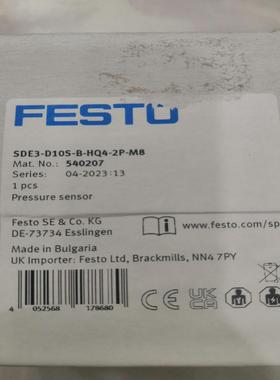 FESTO
SDE3-D10S-B-HQ4-2P-M8
Mat. No.: 540207
Series: 04-2023:13
1 pcs
Pressure sensor
Festo SE & Co. KG
DE-73734 Esslingen
www.festo.com/sp
Made in Bulgaria
UK Importer: Festo Ltd, Brackmills, NN4 7PY
4 052568 178680
CE UK CA